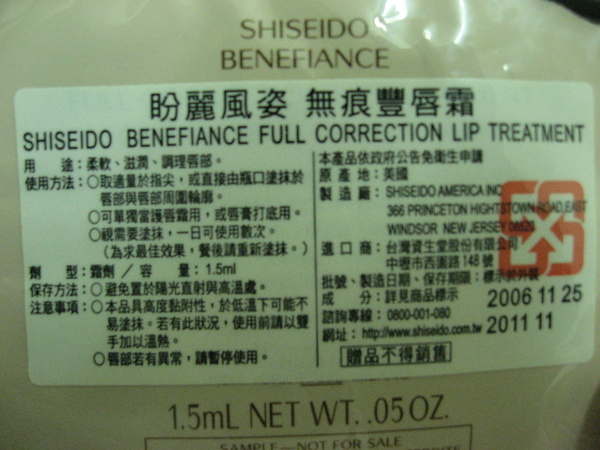 SHISEIDO
BENEFIANCE
盼麗風姿 無痕豐唇霜
SHISEIDO BENEFIANCE FULL CORRECTION LIP TREATMENT
用 途：柔軟、滋潤、調理唇部。
使用方法：○取適量於指尖，或直接由瓶口塗抹於
唇部與唇部周圍輪廓。
○可單獨當護唇霜用，或唇膏打底用。
○視需要塗抹，一日可使用數次。
（為求最佳效果，餐後請重新塗抹。）
劑 型：霜劑／容 量：1.5ml
保存方法：○避免置於陽光直射與高溫處。
注意事項：○本品具高度黏附性，於低溫下可能不
易塗抹。若有此狀況，使用前請以雙
手加以溫熱。
○唇部若有異常，請暫停使用。
本產品依政府公告免衛生申請
原 產 地：美國
製 造 廠：SHISEIDO AMERICA INC
366 PRINCETON HIGHTSTOWN ROAD,EAST
WINDSOR NEW JERSEY 08520
進 口 商：台灣資生堂股份有限公司
中壢市西園路148號
批號、製造日期、保存期限：標示於外
成 分：詳見商品標示
2006 11 25
諮詢專線：0800-001-080
網址：http://www.shiseido.com.tw
2011 11
贈品不得銷售
1.5mL NET WT. .05 OZ.
SAMPLE—NOT FOR SALE